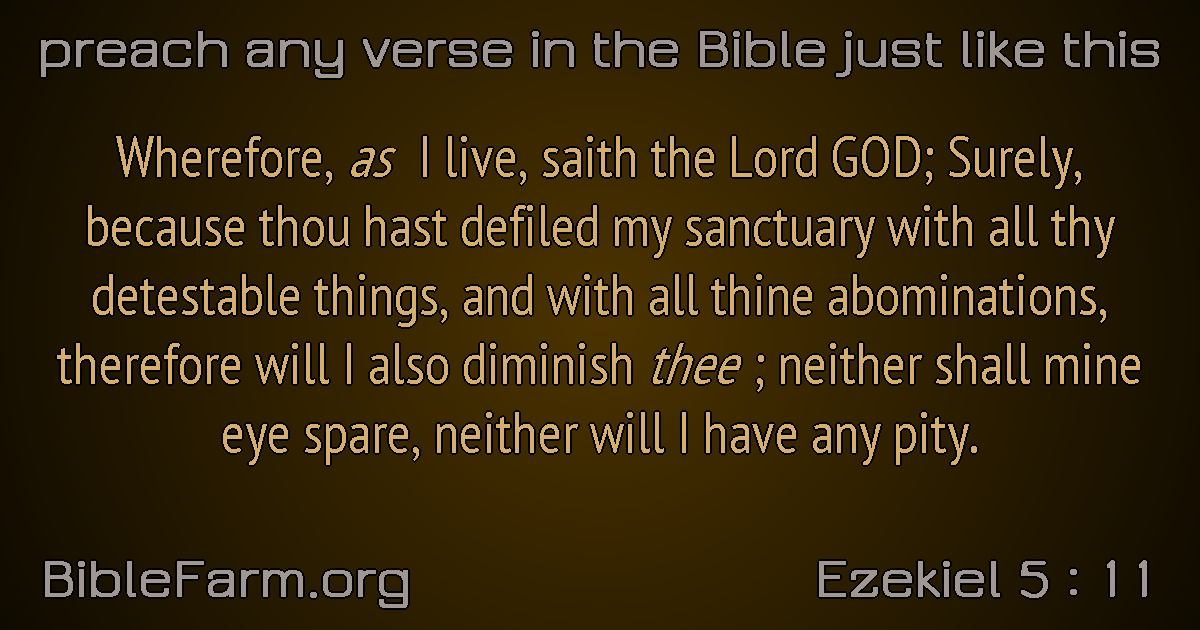 preach any verse in the Bible just like this
Wherefore, as I live, saith the Lord GOD; Surely,
because thou hast defiled my sanctuary with all thy
detestable things, and with all thine abominations,
therefore will I also diminish thee ; neither shall mine
eye spare, neither will I have any pity.
BibleFarm.org
Ezekiel 5 : 11